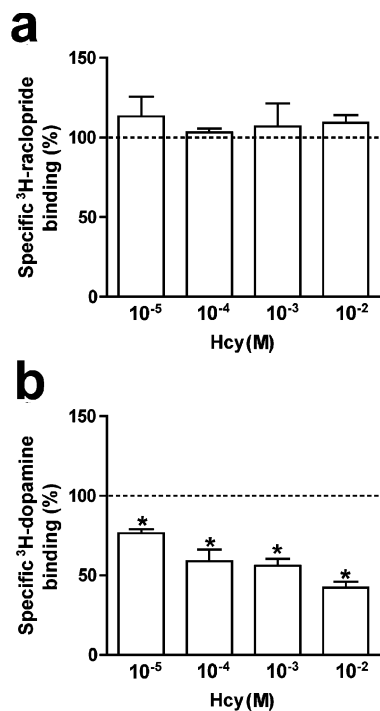 a
Specific ³H-raclopride
binding (%)
150
100
50
0
10⁻⁵ 10⁻⁴ 10⁻³ 10⁻²
Hcy (M)
b
Specific ³H-dopamine
binding (%)
150
100
50
0
* * * *
10⁻⁵ 10⁻⁴ 10⁻³ 10⁻²
Hcy (M)